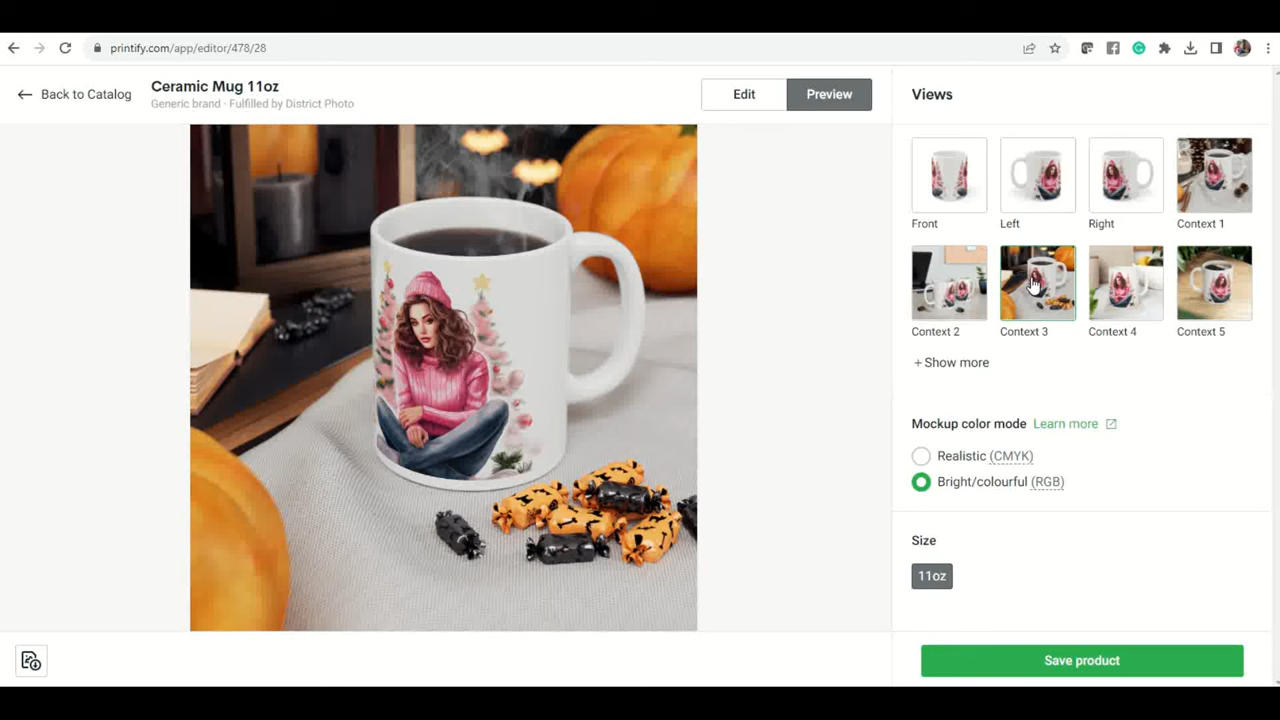 printify.com/app/editor/478/28
Back to Catalog
Ceramic Mug 11oz
Generic brand · Fulfilled by District Photo
Edit
Preview
Views
Front
Left
Right
Context 1
Context 2
Context 3
Context 4
Context 5
+ Show more
Mockup color mode Learn more
Realistic (CMYK)
Bright/colourful (RGB)
Size
11oz
Save product